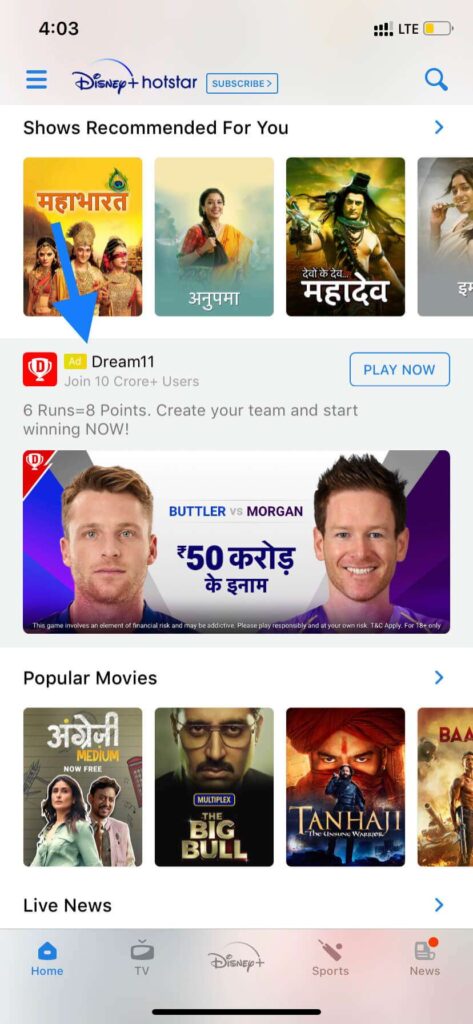 4:03
LTE
Disney+ hotstar
SUBSCRIBE >
Shows Recommended For You
महाभारत
अनुपमा
देवों के देव...
महादेव
इम
Ad Dream11
Join 10 Crore+ Users
PLAY NOW
6 Runs=8 Points. Create your team and start
winning NOW!
BUTTLER VS MORGAN
₹50 करोड़
के इनाम
This game involves an element of financial risk and may be addictive. Please play responsibly and at your own risk. T&C Apply. For 18+ only
Popular Movies
अंग्रेज़ी
MEDIUM
NOW FREE
MULTIPLEX
THE
BIG
BULL
TANHAJI
THE UNSUNG WARRIOR
BAA
Live News
Home
TV
Disney+
Sports
News